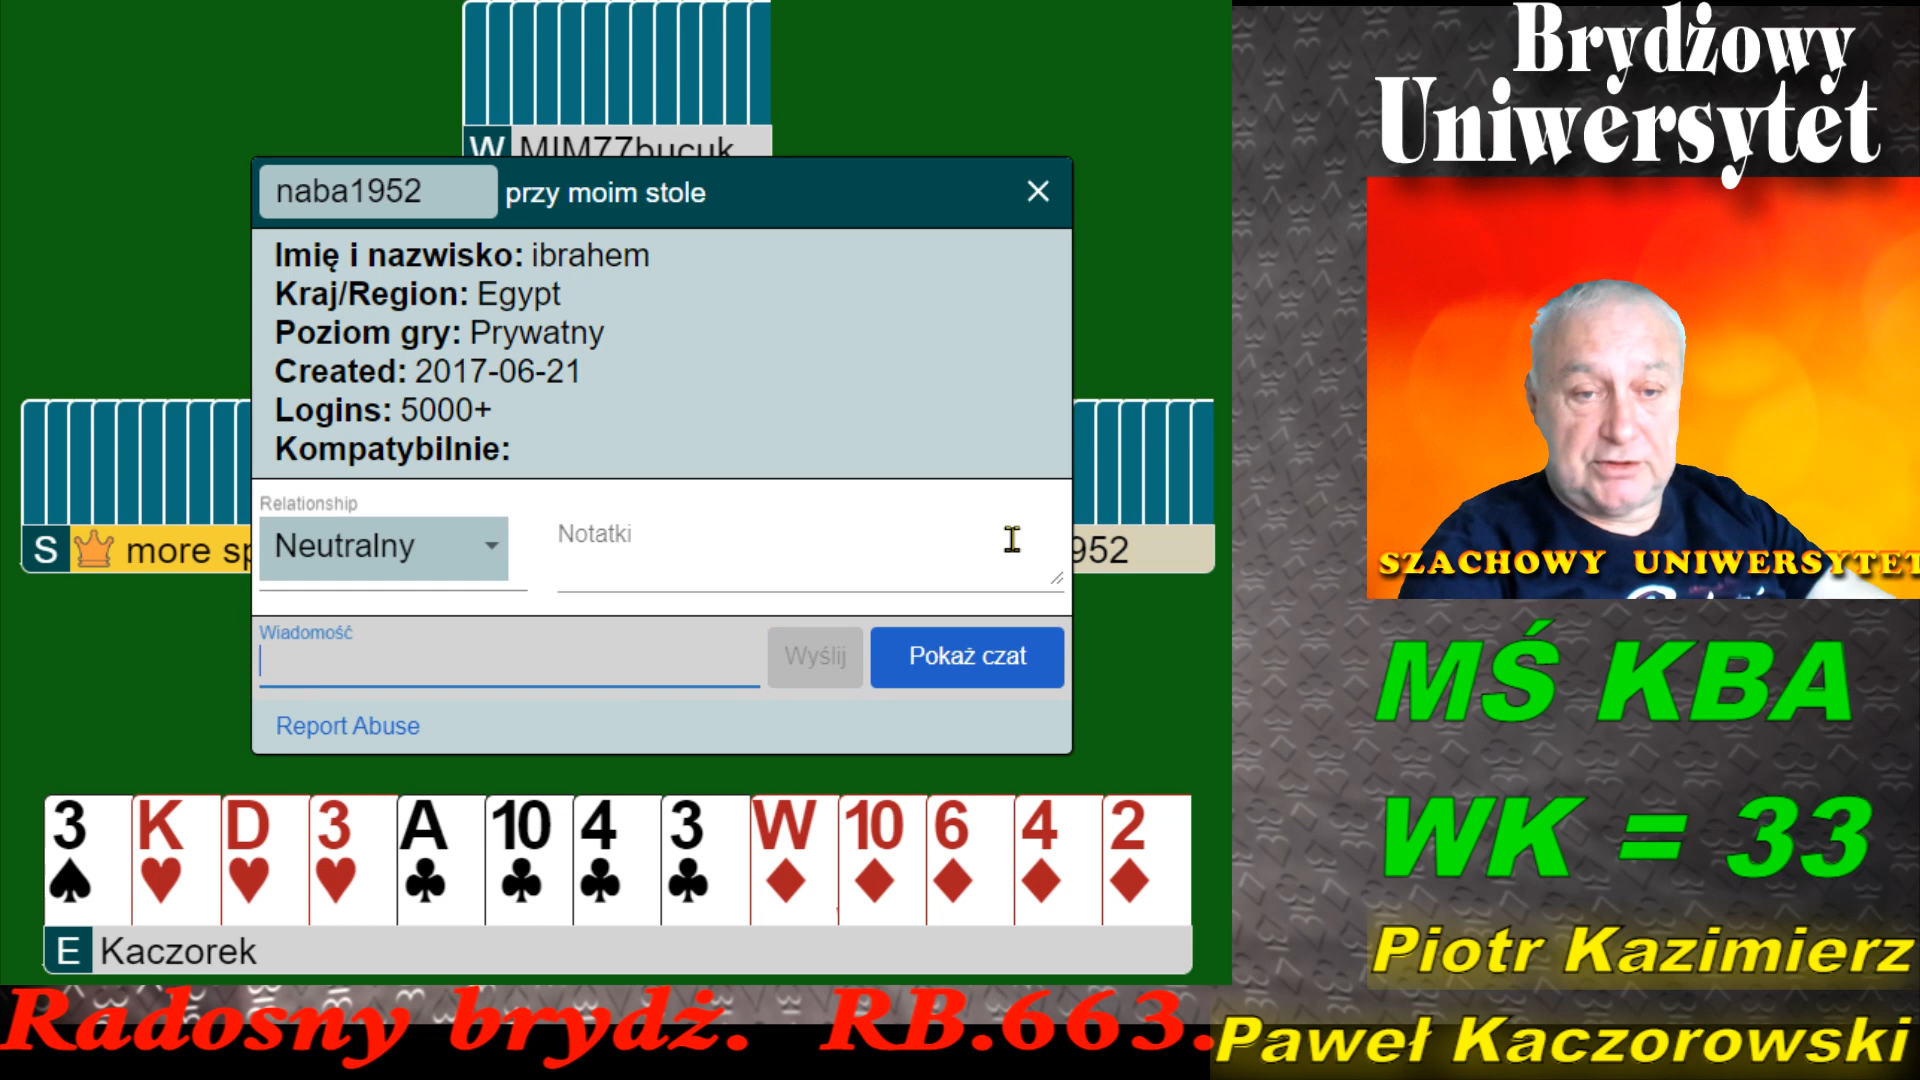 Brydżowy
Uniwersytet
W MIM77bucuk
naba1952 przy moim stole
Imię i nazwisko: ibrahem
Kraj/Region: Egypt
Poziom gry: Prywatny
Created: 2017-06-21
Logins: 5000+
Kompatybilnie:
Relationship
Neutralny
Notatki
S more sp
952
Wiadomość
Wyślij
Pokaż czat
Report Abuse
3 K D 3 A 10 4 3 W 10 6 4 2
E Kaczorek
SZACHOWY UNIWERSYTET
MŚ KBA
WK = 33
Piotr Kazimierz
Paweł Kaczorowski
Radosny brydż. RB.663.